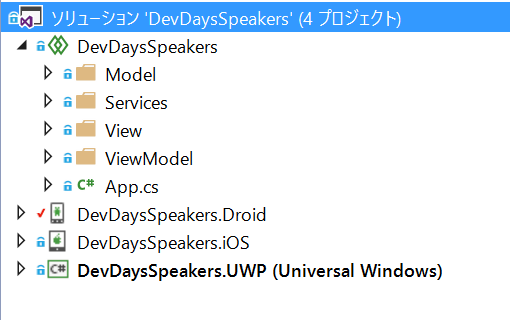 ソリューション 'DevDaysSpeakers' (4 プロジェクト)
DevDaysSpeakers
Model
Services
View
ViewModel
C# App.cs
DevDaysSpeakers.Droid
DevDaysSpeakers.iOS
C# DevDaysSpeakers.UWP (Universal Windows)